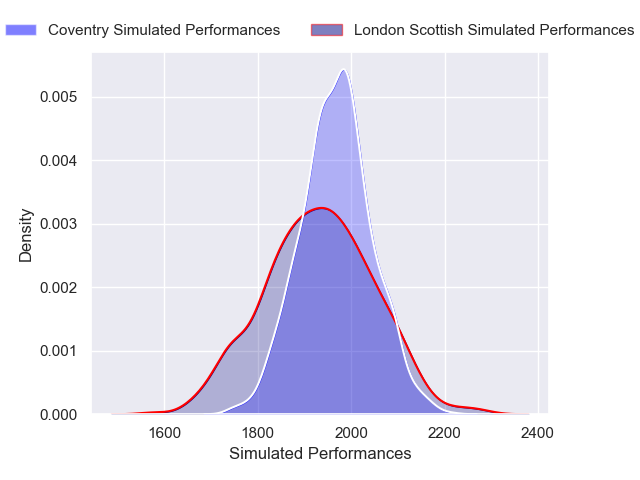 Coventry Simulated Performances London Scottish Simulated Performances
0.005
0.004
0.003
0.002
0.001
0.000
Density
1600 1800 2000 2200 2400
Simulated Performances